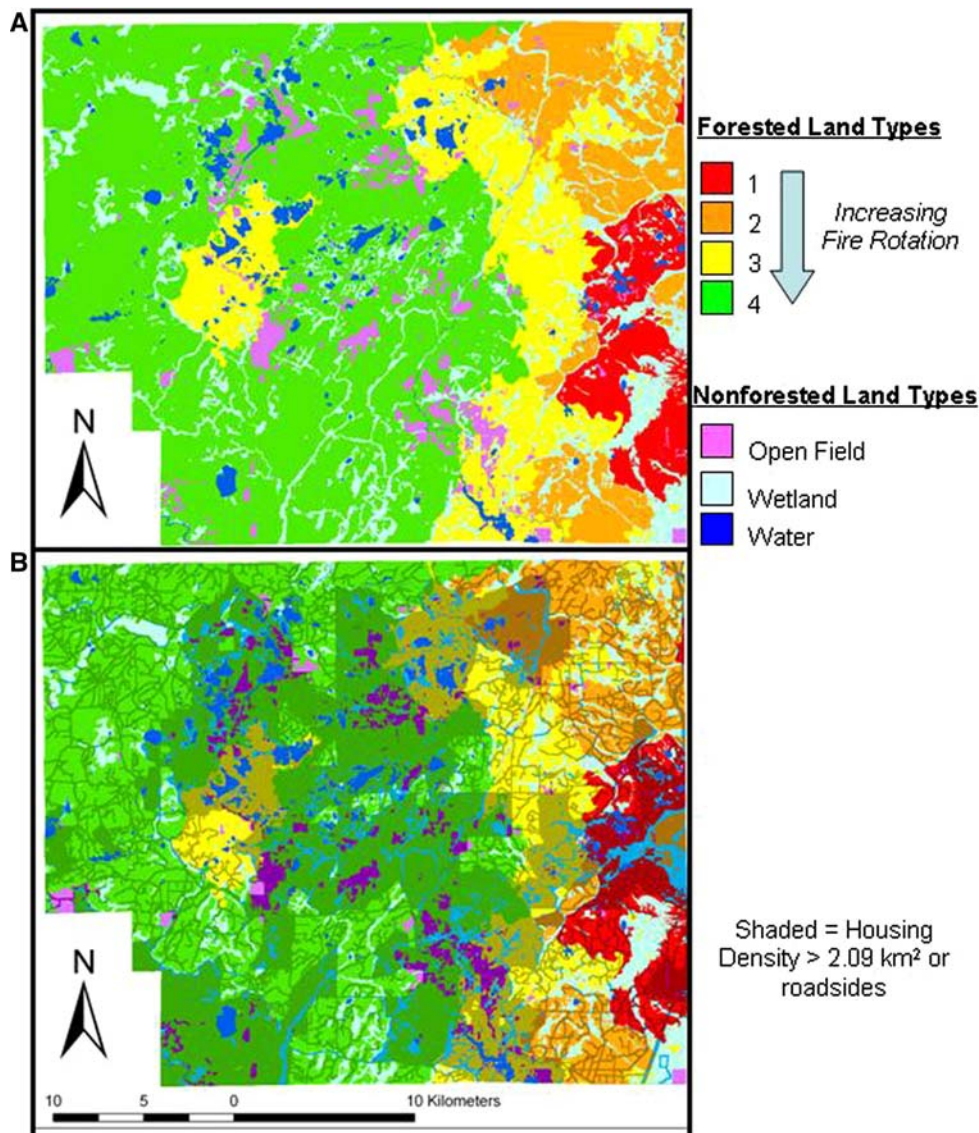 A
Forested Land Types
1
2
3
4
Increasing
Fire Rotation
Nonforested Land Types
Open Field
Wetland
Water
N
B
N
Shaded = Housing
Density > 2.09 km² or
roadsides
10 5 0 10 Kilometers